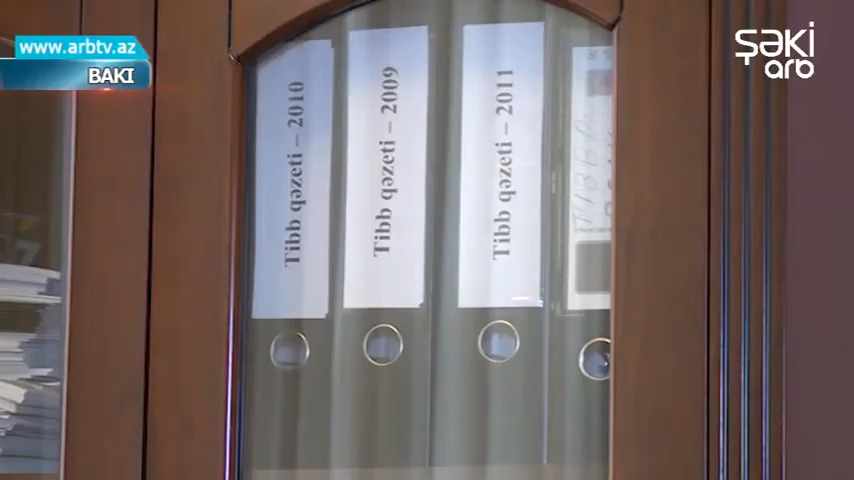 www.arbtv.az
BAKI
şəki
arb
Tibb qəzeti – 2010
Tibb qəzeti – 2009
Tibb qəzeti – 2011